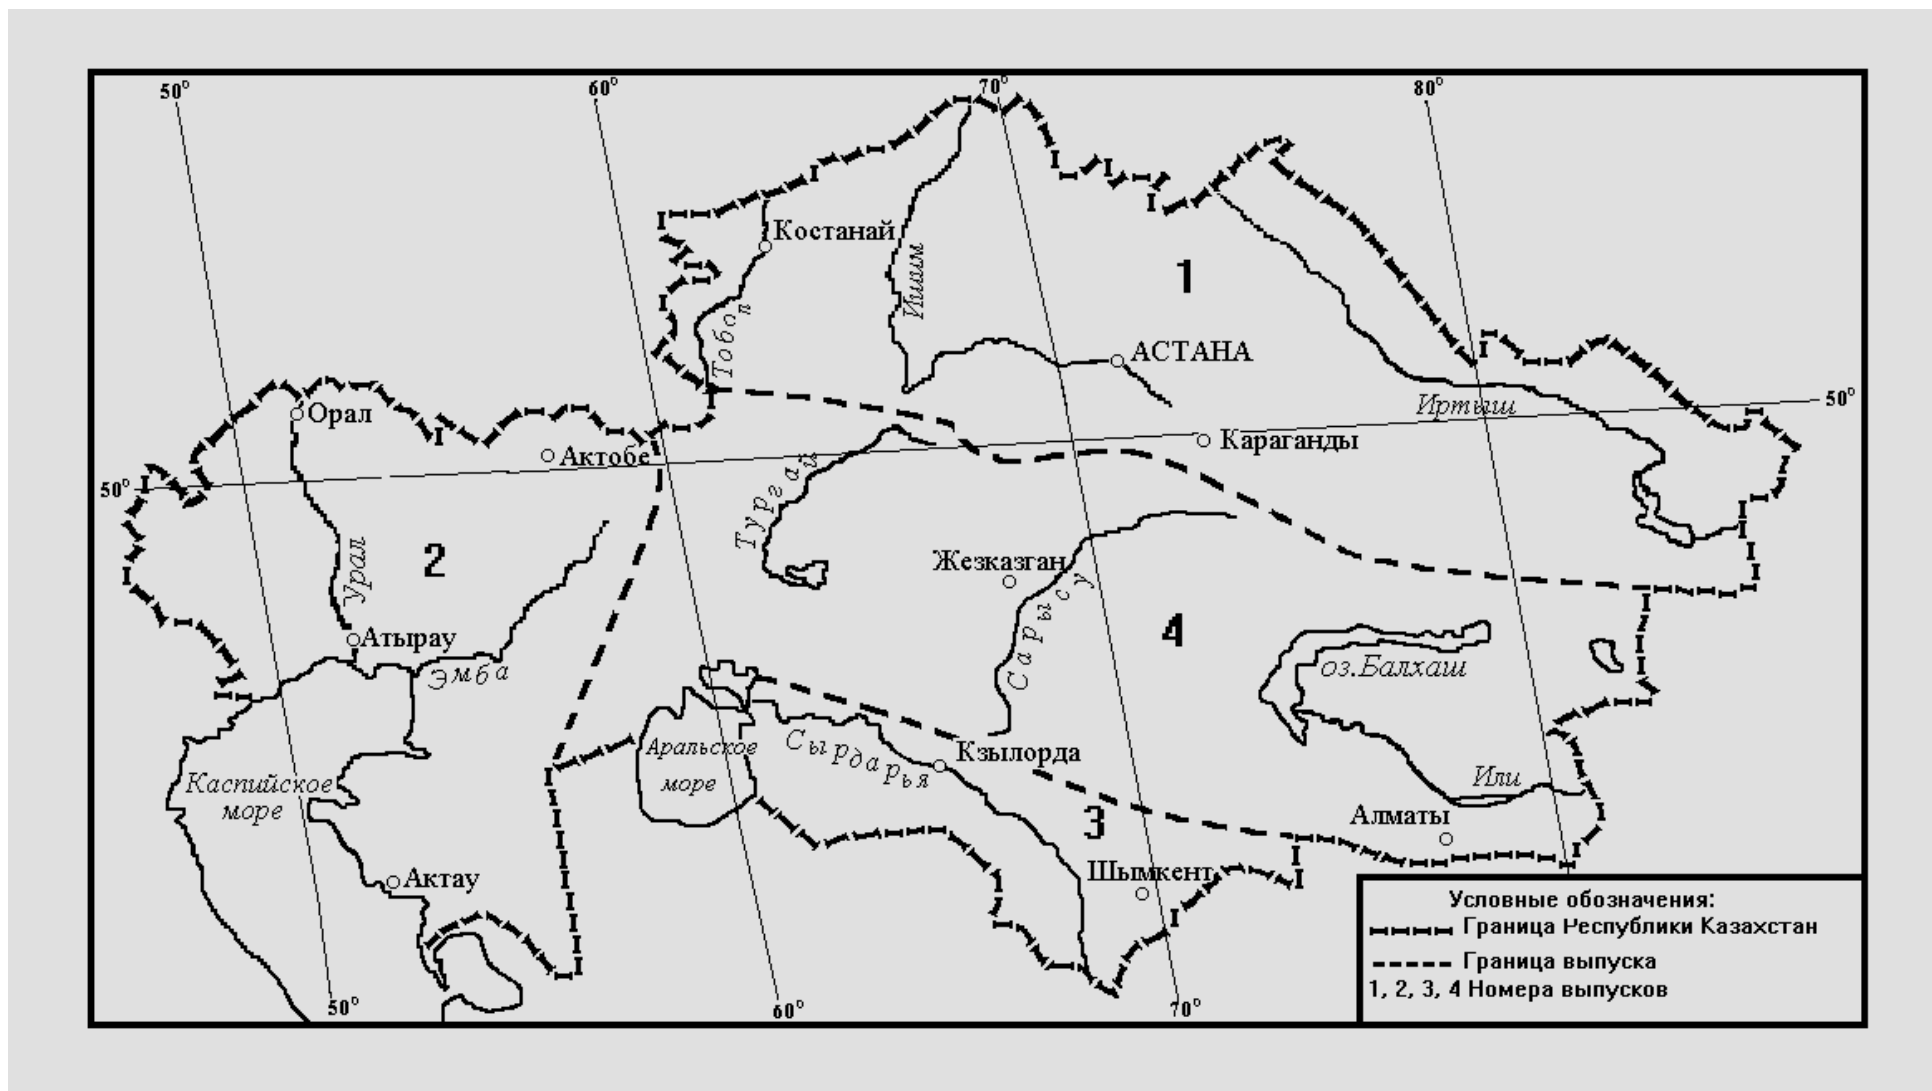 50°
60°
70°
80°
Костанай
Ишим
1
Тобол
АСТАНА
Иртыш
50°
Орал
Актобе
Караганды
50°
Тургай
2
Урал
Жезказган
Сарысу
4
Атырау
Эмба
оз.Балхаш
Аральское
море
Сырдарья
Кзылорда
Каспийское
море
Или
3
Алматы
Актау
Шымкент
50°
60°
70°
Условные обозначения:
Граница Республики Казахстан
Граница выпуска
1, 2, 3, 4 Номера выпусков